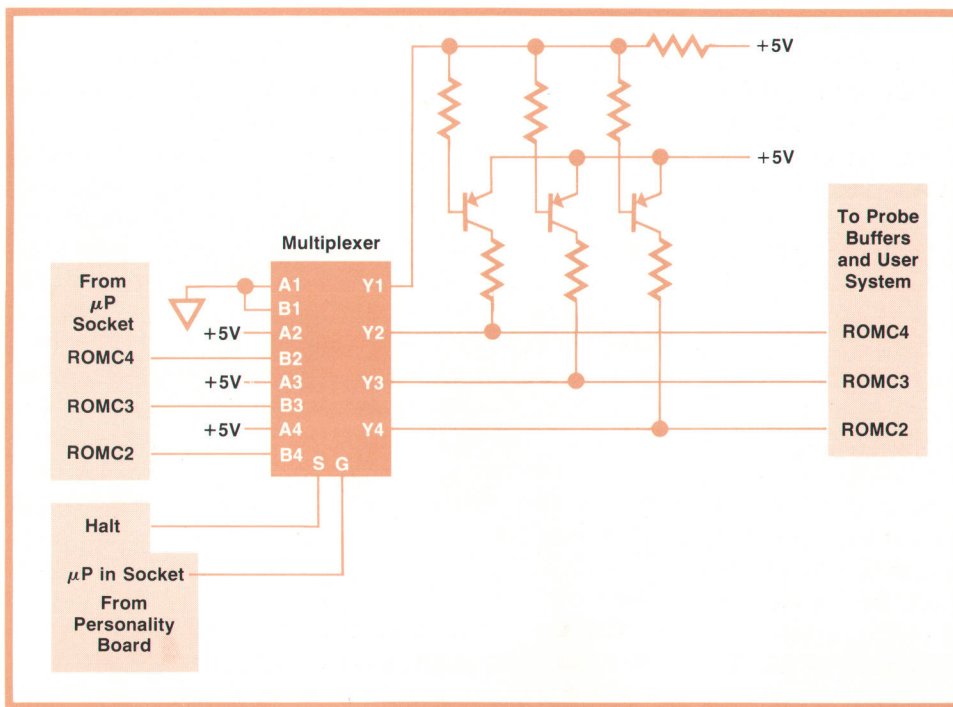 +5V
+5V
Multiplexer
To Probe
Buffers
and User
System
From
μP
Socket
A1 Y1
B1
+5V A2 Y2 ROMC4
ROMC4 B2
+5V A3 Y3 ROMC3
ROMC3 B3
+5V A4 Y4 ROMC2
ROMC2 B4
S G
Halt
μP in Socket
From
Personality
Board